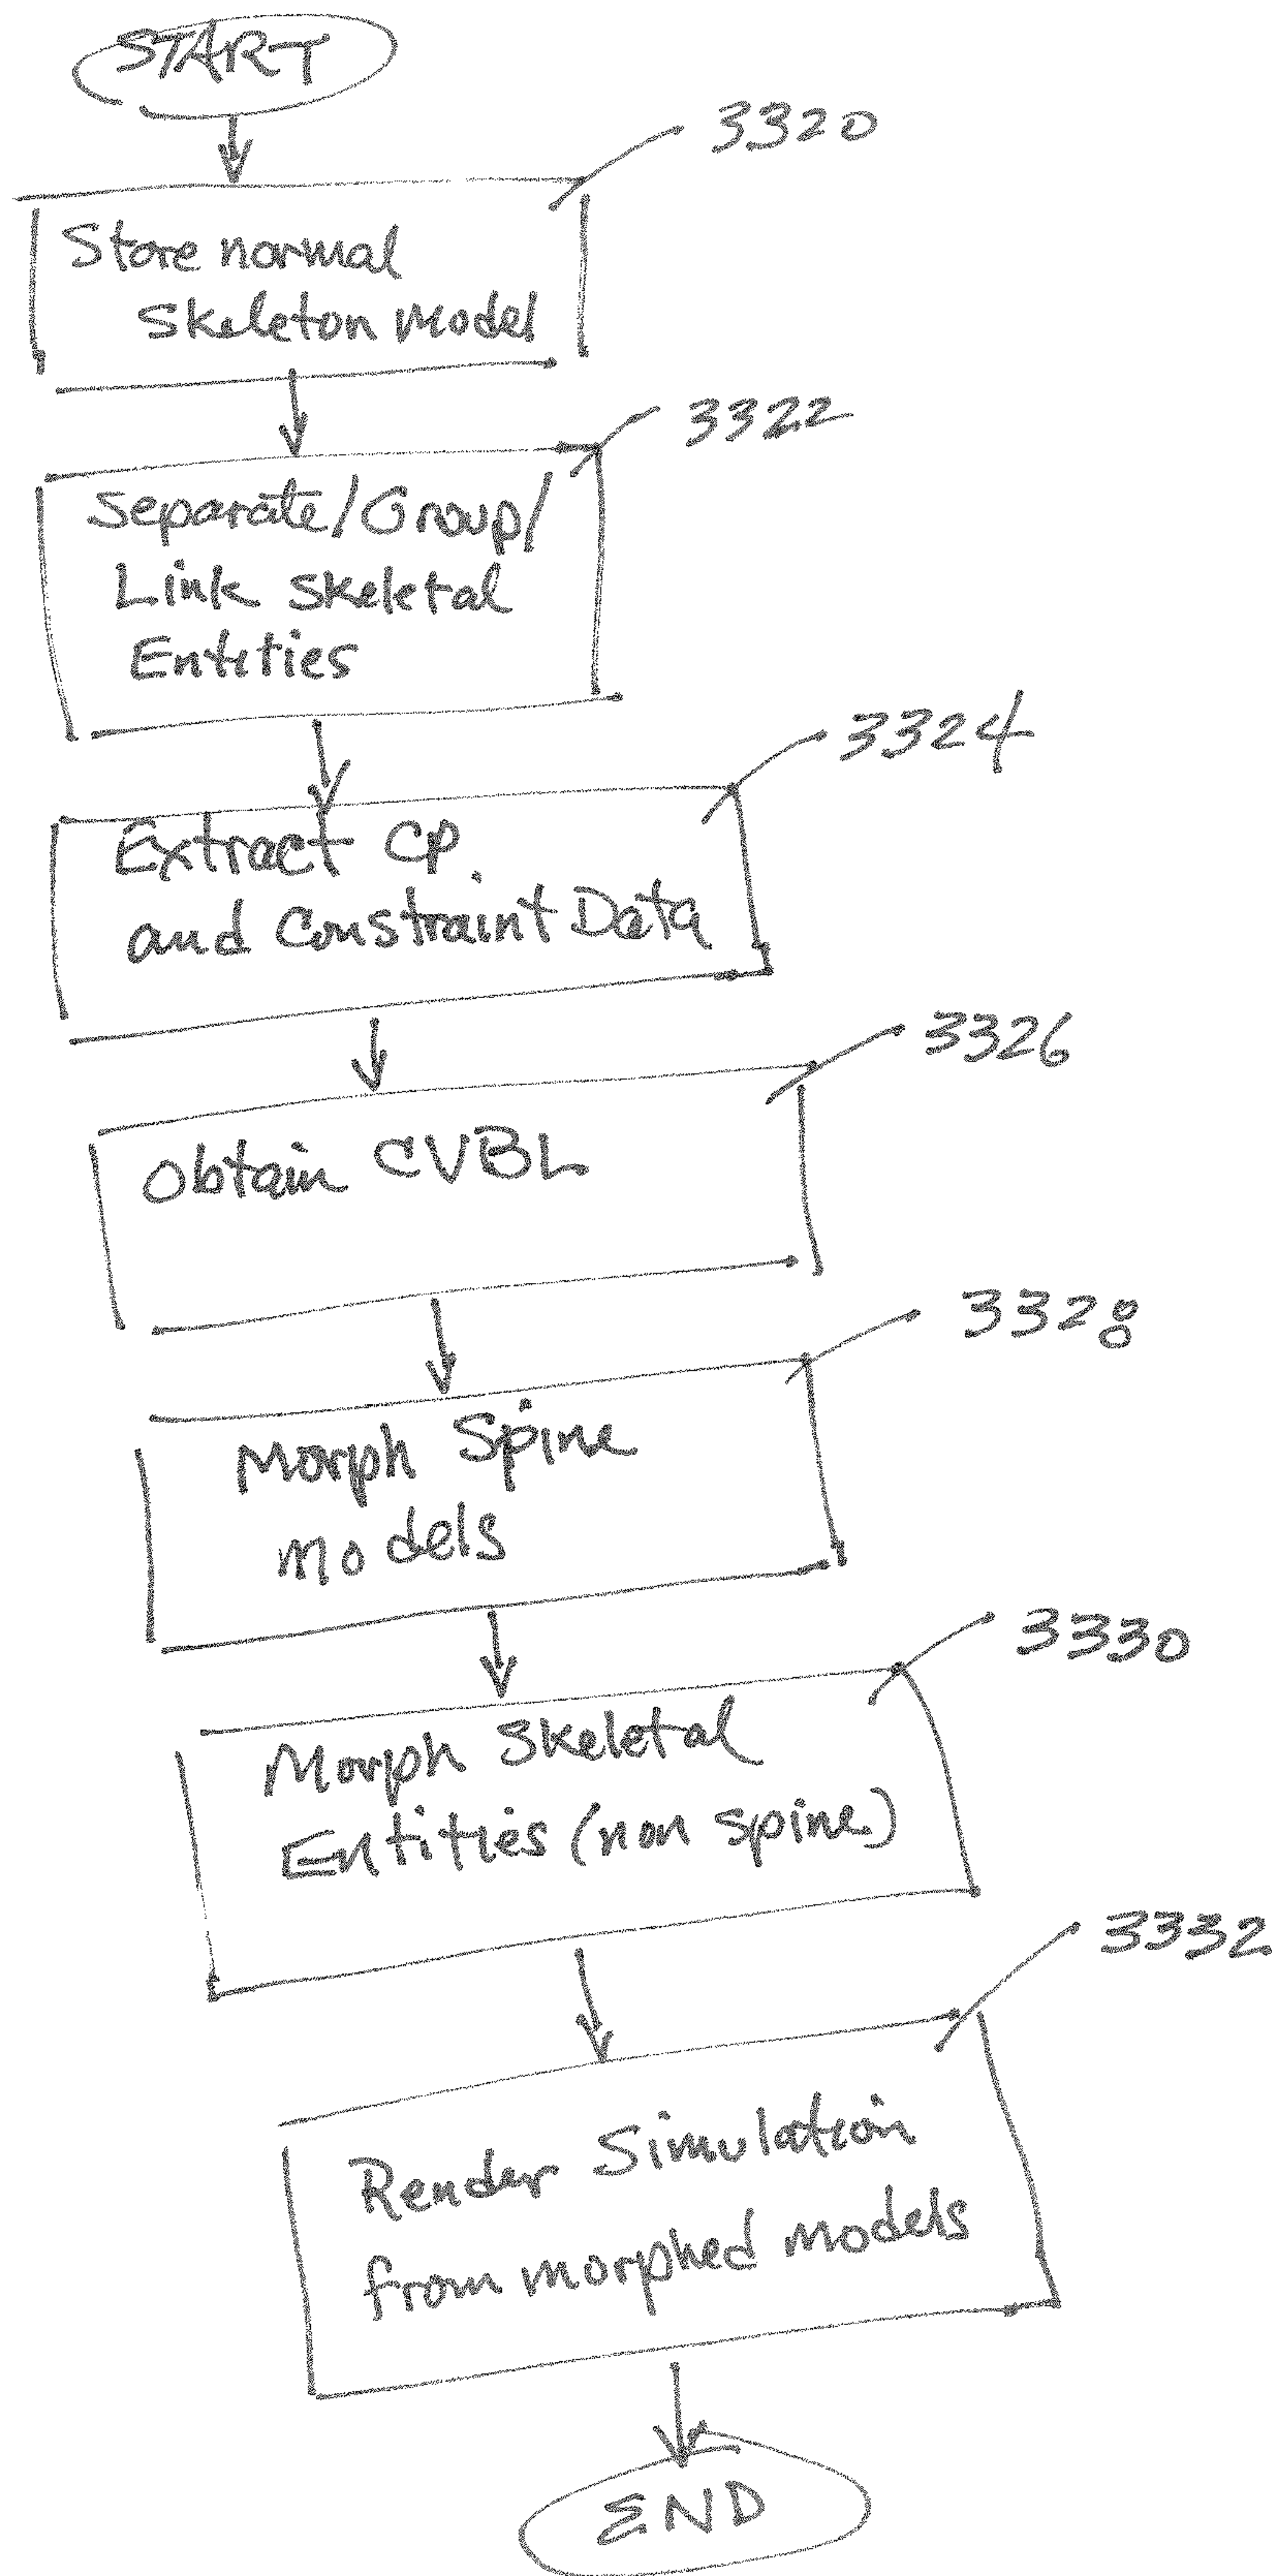 START
3320
Store normal
skeleton Model
3322
Separate/Group/
Link skeletal
Entities
3324
Extract CP
and Constraint Data
3326
Obtain CVBL
3328
Morph Spine
Models
3330
Morph Skeletal
Entities (non spine)
3332
Render Simulation
from morphed models
END